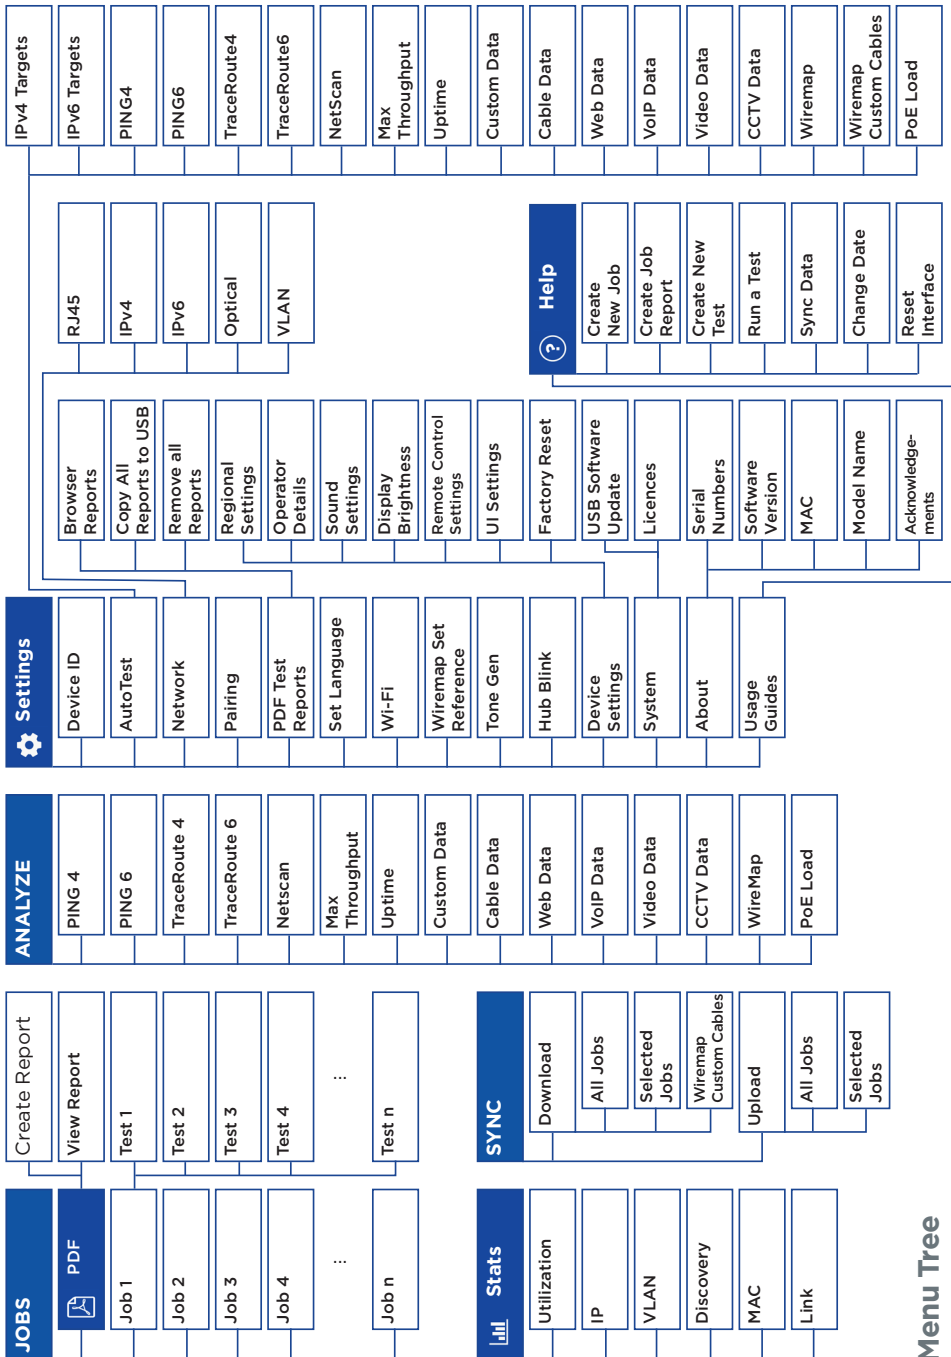 Menu Tree
JOBS
PDF
Create Report
View Report
Job 1
Job 2
Job 3
Job 4
...
Job n
Test 1
Test 2
Test 3
Test 4
...
Test n
Stats
Utilization
IP
VLAN
Discovery
MAC
Link
SYNC
Download
All Jobs
Selected
Jobs
Wiremap
Custom Cables
Upload
All Jobs
Selected
Jobs
ANALYZE
PING 4
PING 6
TraceRoute 4
TraceRoute 6
Netscan
Max
Throughput
Uptime
Custom Data
Cable Data
Web Data
VoIP Data
Video Data
CCTV Data
WireMap
PoE Load
Settings
Device ID
AutoTest
Network
Pairing
PDF Test
Reports
Set Language
Wi-Fi
Wiremap Set
Reference
Tone Gen
Hub Blink
Device
Settings
System
About
Usage
Guides
Browser
Reports
Copy All
Reports to USB
Remove all
Reports
Regional
Settings
Operator
Details
Sound
Settings
Display
Brightness
Remote Control
Settings
UI Settings
Factory Reset
USB Software
Update
Licences
Serial
Numbers
Software
Version
MAC
Model Name
Acknowledge-
ments
RJ45
IPv4
IPv6
Optical
VLAN
? Help
Create
New Job
Create Job
Report
Create New
Test
Run a Test
Sync Data
Change Date
Reset
Interface
IPv4 Targets
IPv6 Targets
PING4
PING6
TraceRoute4
TraceRoute6
NetScan
Max
Throughput
Uptime
Custom Data
Cable Data
Web Data
VoIP Data
Video Data
CCTV Data
Wiremap
Wiremap
Custom Cables
PoE Load